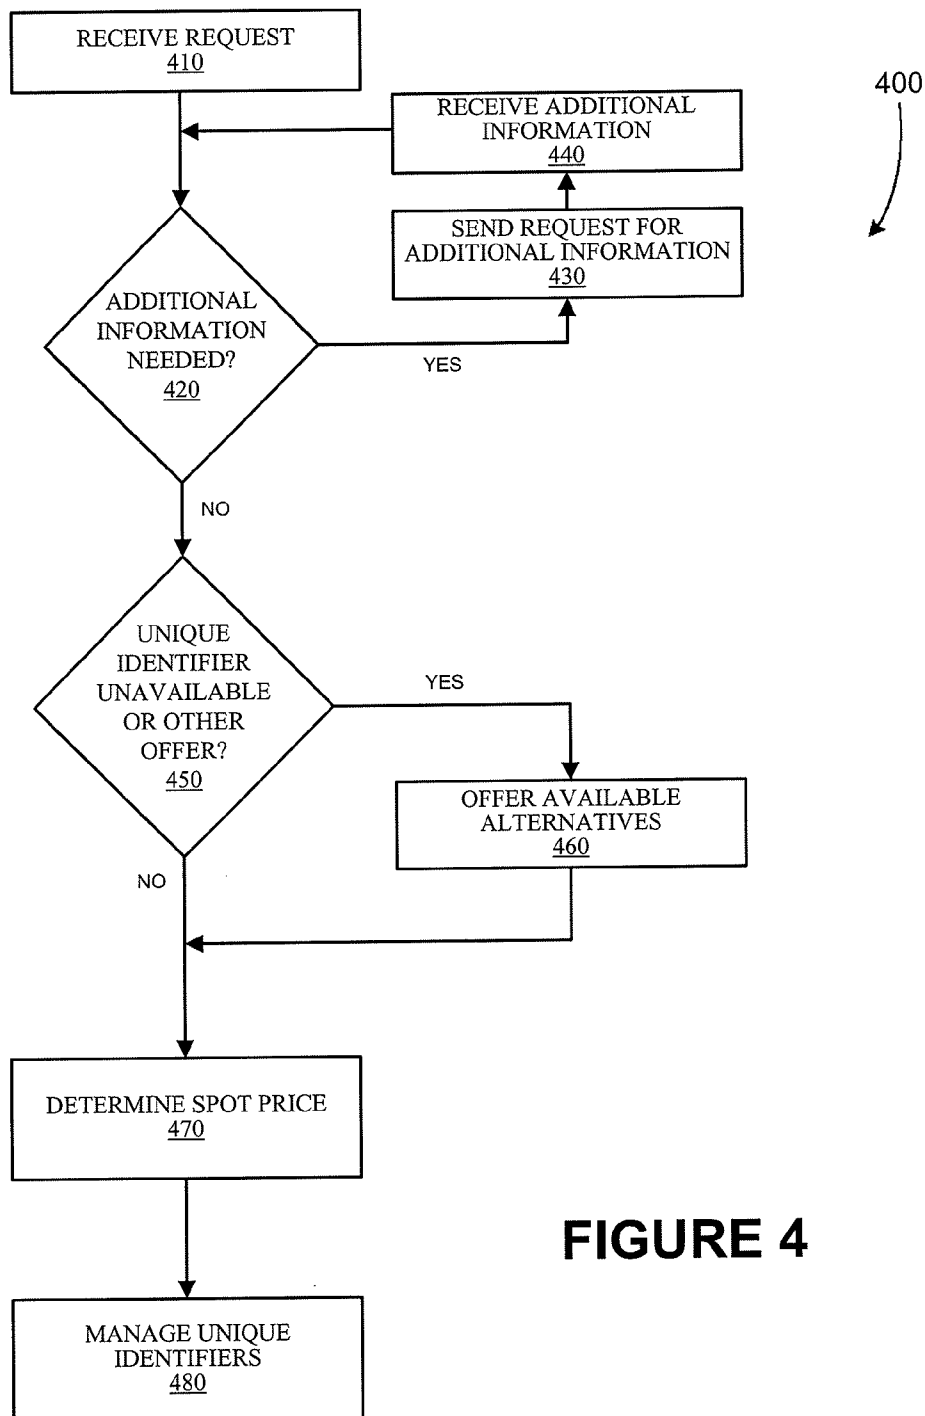 RECEIVE REQUEST
410
400
RECEIVE ADDITIONAL
INFORMATION
440
SEND REQUEST FOR
ADDITIONAL INFORMATION
430
ADDITIONAL
INFORMATION
NEEDED?
420
YES
NO
UNIQUE
IDENTIFIER
UNAVAILABLE
OR OTHER
OFFER?
450
YES
OFFER AVAILABLE
ALTERNATIVES
460
NO
DETERMINE SPOT PRICE
470
FIGURE 4
MANAGE UNIQUE
IDENTIFIERS
480